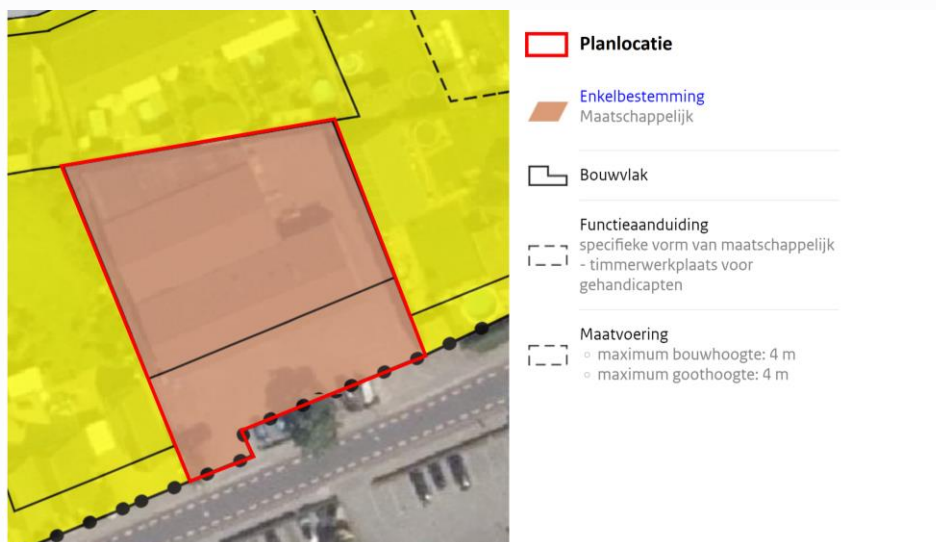 Planlocatie
Enkelbestemming
Maatschappelijk
Bouwvlak
Functieaanduiding
specifieke vorm van maatschappelijk
- timmerwerkplaats voor
gehandicapten
Maatvoering
◦ maximum bouwhoogte: 4 m
◦ maximum goothoogte: 4 m